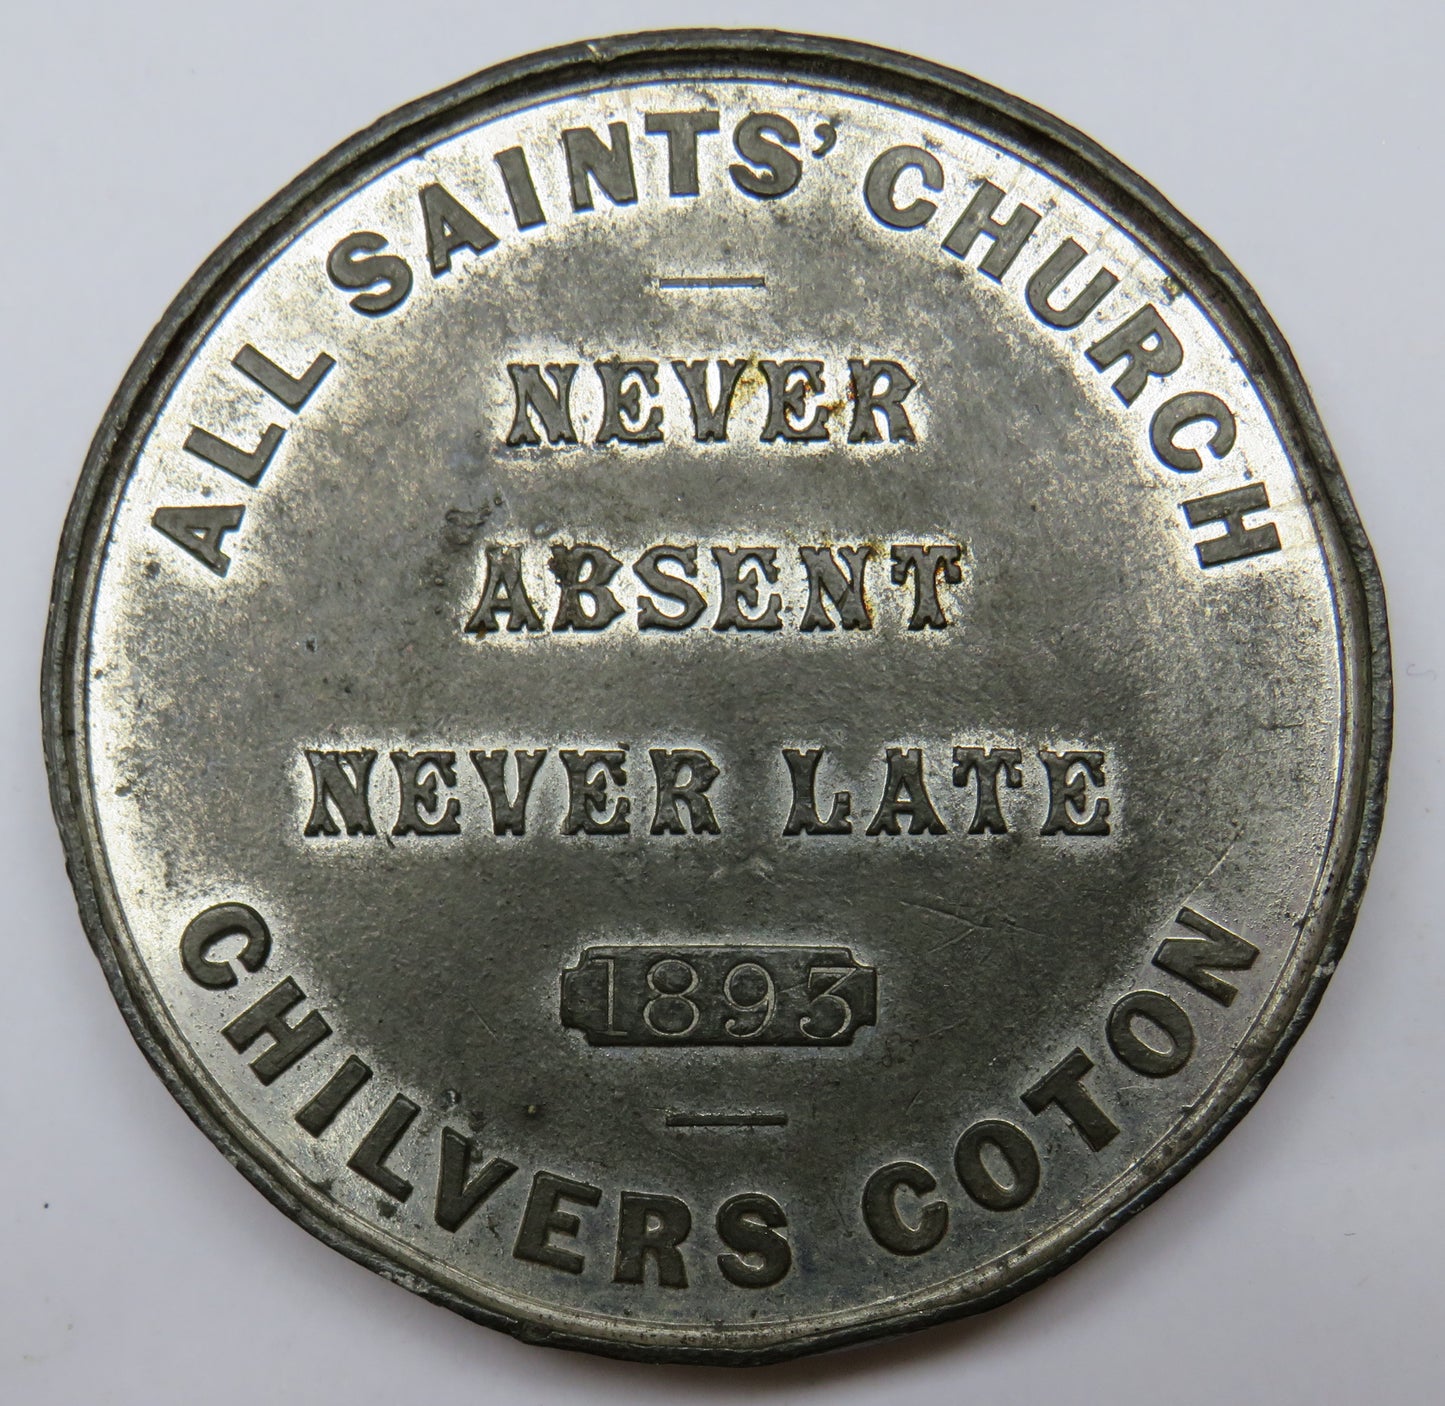 ALL SAINTS' CHURCH
NEVER
ABSENT
NEVER LATE
1893
CHILVERS COTON